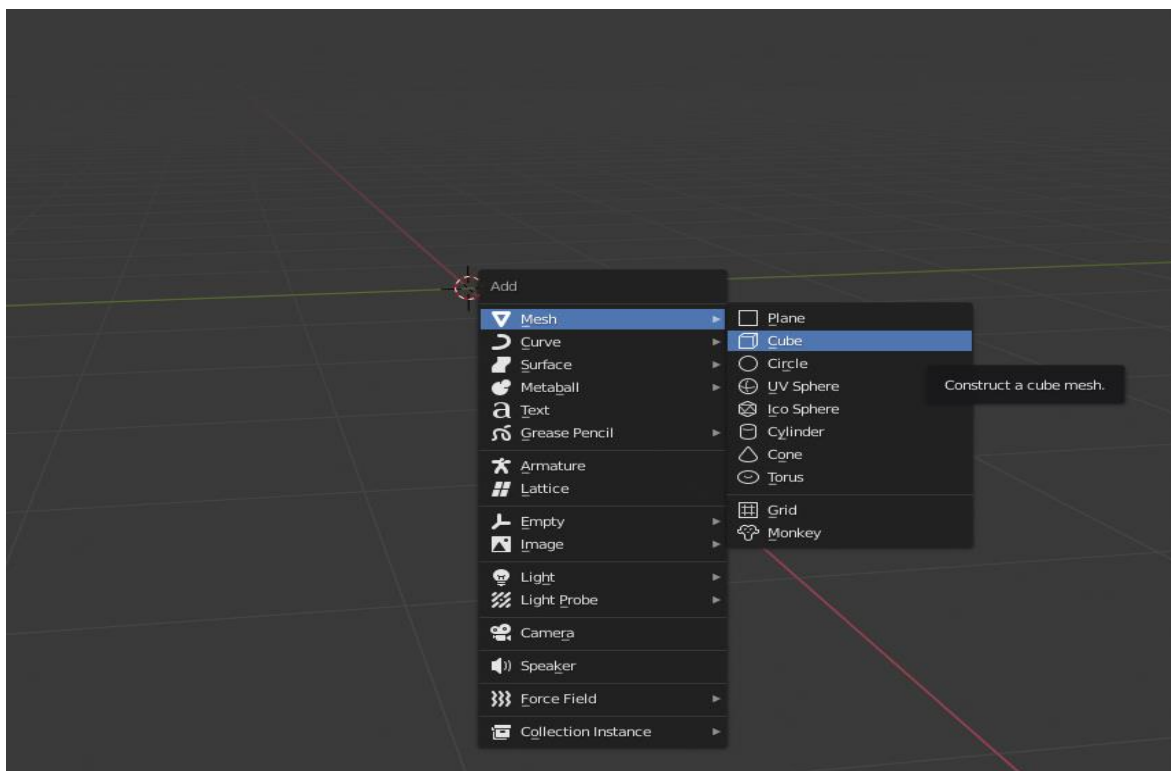 Add
Mesh
Curve
Surface
Metaball
Text
Grease Pencil
Armature
Lattice
Empty
Image
Light
Light Probe
Camera
Speaker
Force Field
Collection Instance
Plane
Cube
Circle
UV Sphere
Ico Sphere
Cylinder
Cone
Torus
Grid
Monkey
Construct a cube mesh.